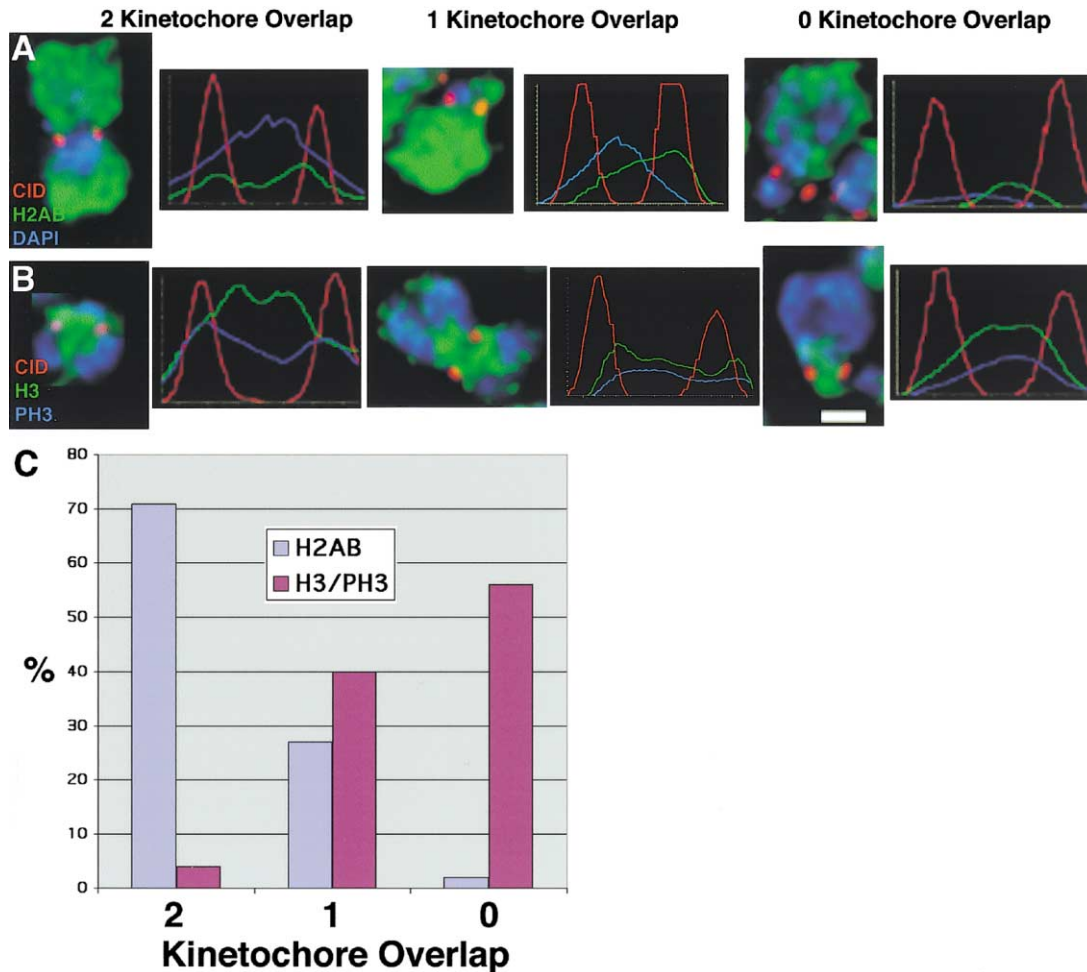 2 Kinetochore Overlap
1 Kinetochore Overlap
0 Kinetochore Overlap
A
CID
H2AB
DAPI
B
CID
H3
PH3
C
80
70
60
50
40
30
20
10
0
%
H2AB
H3/PH3
2
1
0
Kinetochore Overlap